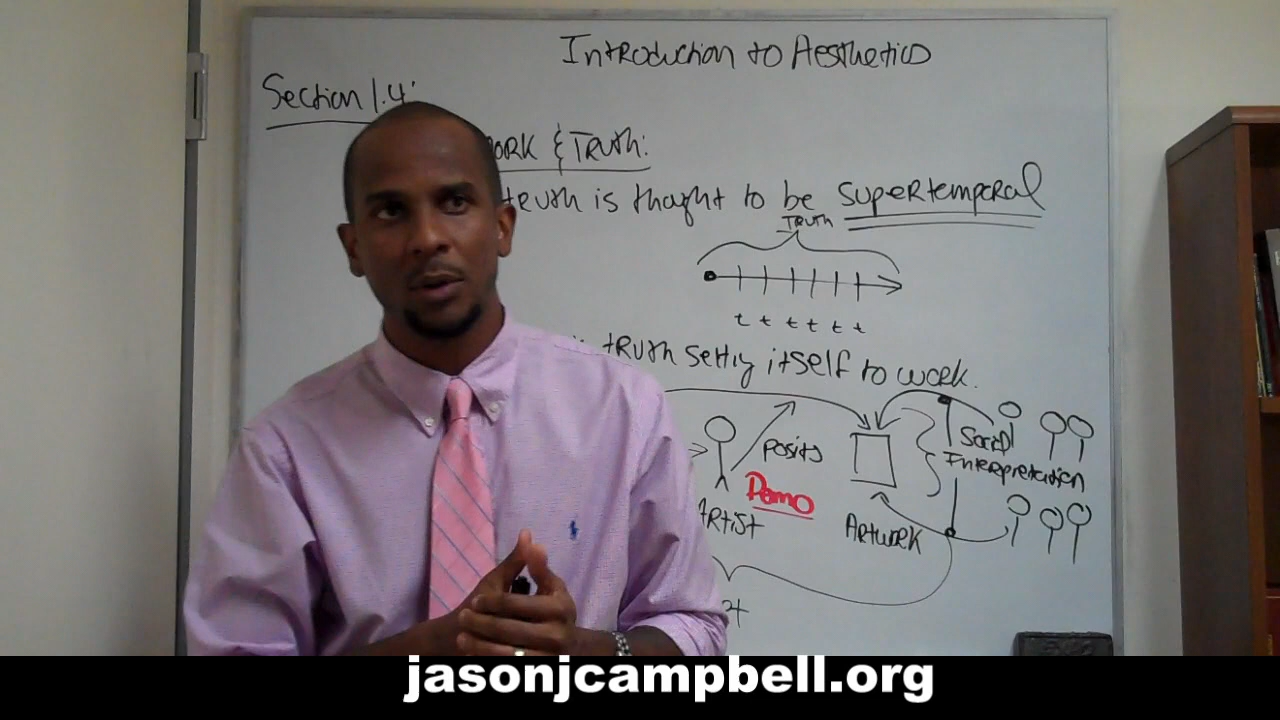 Introduction to Aesthetics
Section 1.4:
WORK & TRUTH:
truth is thought to be supertemporal
TRUTH
t t t t t t
truth setting itself to work.
Posits
Demo
ARTIST
ARTWORK
Social
Interpretation
jasonjcampbell.org